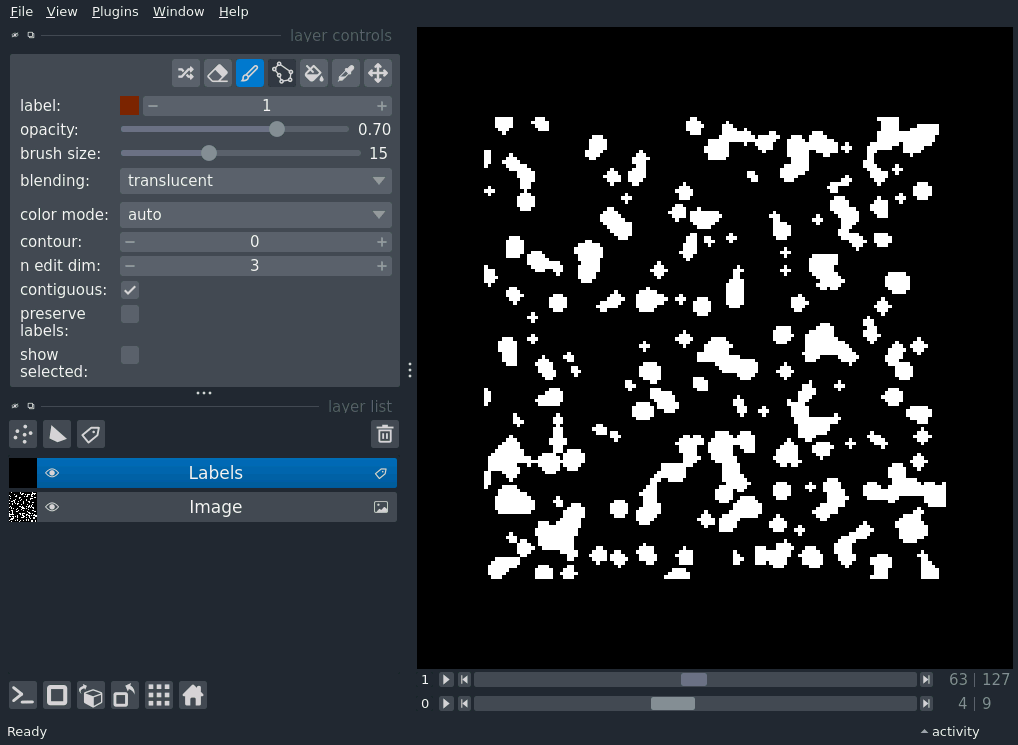 File View Plugins Window Help
layer controls
label: 1
opacity: 0.70
brush size: 15
blending: translucent
color mode: auto
contour: 0
n edit dim: 3
contiguous:
preserve
labels:
show
selected:
layer list
Labels
Image
1 63 | 127
0 4 | 9
Ready activity